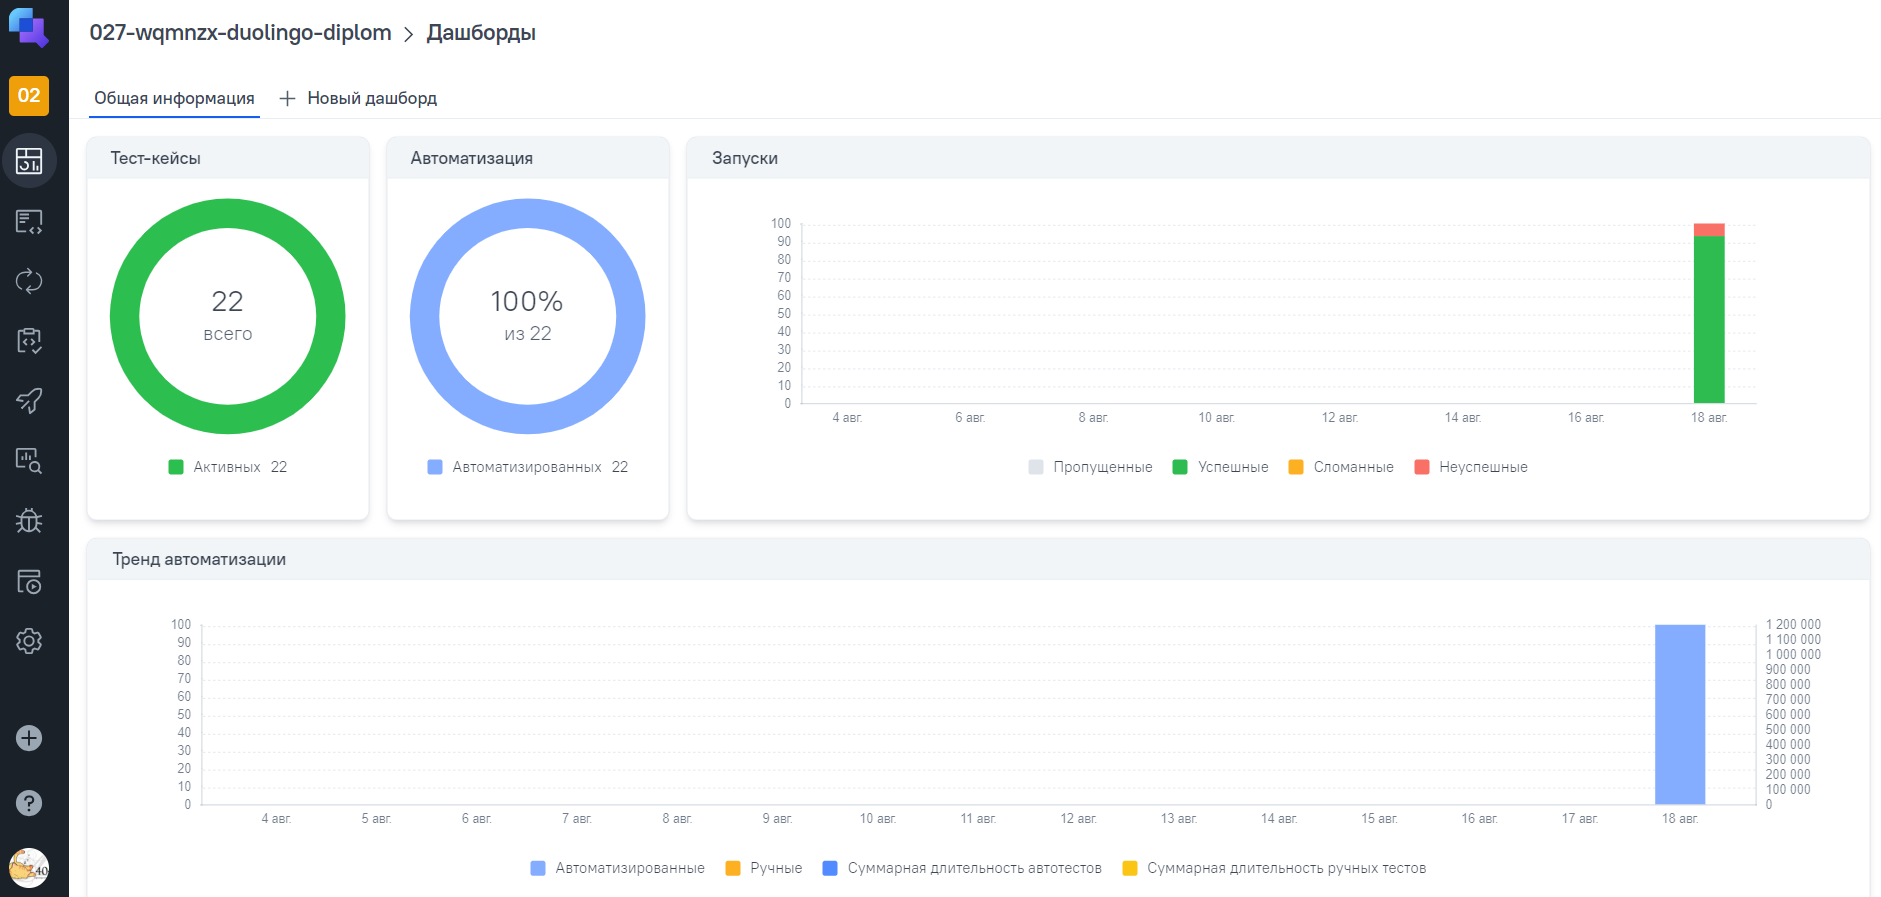 027-wqmnzx-duolingo-diplom > Дашборды
02
Общая информация + Новый дашборд
Тест-кейсы
22
всего
Активных 22
Автоматизация
100%
из 22
Автоматизированных 22
Запуски
100
90
80
70
60
50
40
30
20
10
0
4 авг. 6 авг. 8 авг. 10 авг. 12 авг. 14 авг. 16 авг. 18 авг.
Пропущенные Успешные Сломанные Неуспешные
Тренд автоматизации
100
90
80
70
60
50
40
30
20
10
0
1 200 000
1 100 000
1 000 000
900 000
800 000
700 000
600 000
500 000
400 000
300 000
200 000
100 000
0
4 авг. 5 авг. 6 авг. 7 авг. 8 авг. 9 авг. 10 авг. 11 авг. 12 авг. 13 авг. 14 авг. 15 авг. 16 авг. 17 авг. 18 авг.
Автоматизированные Ручные Суммарная длительность автотестов Суммарная длительность ручных тестов
?